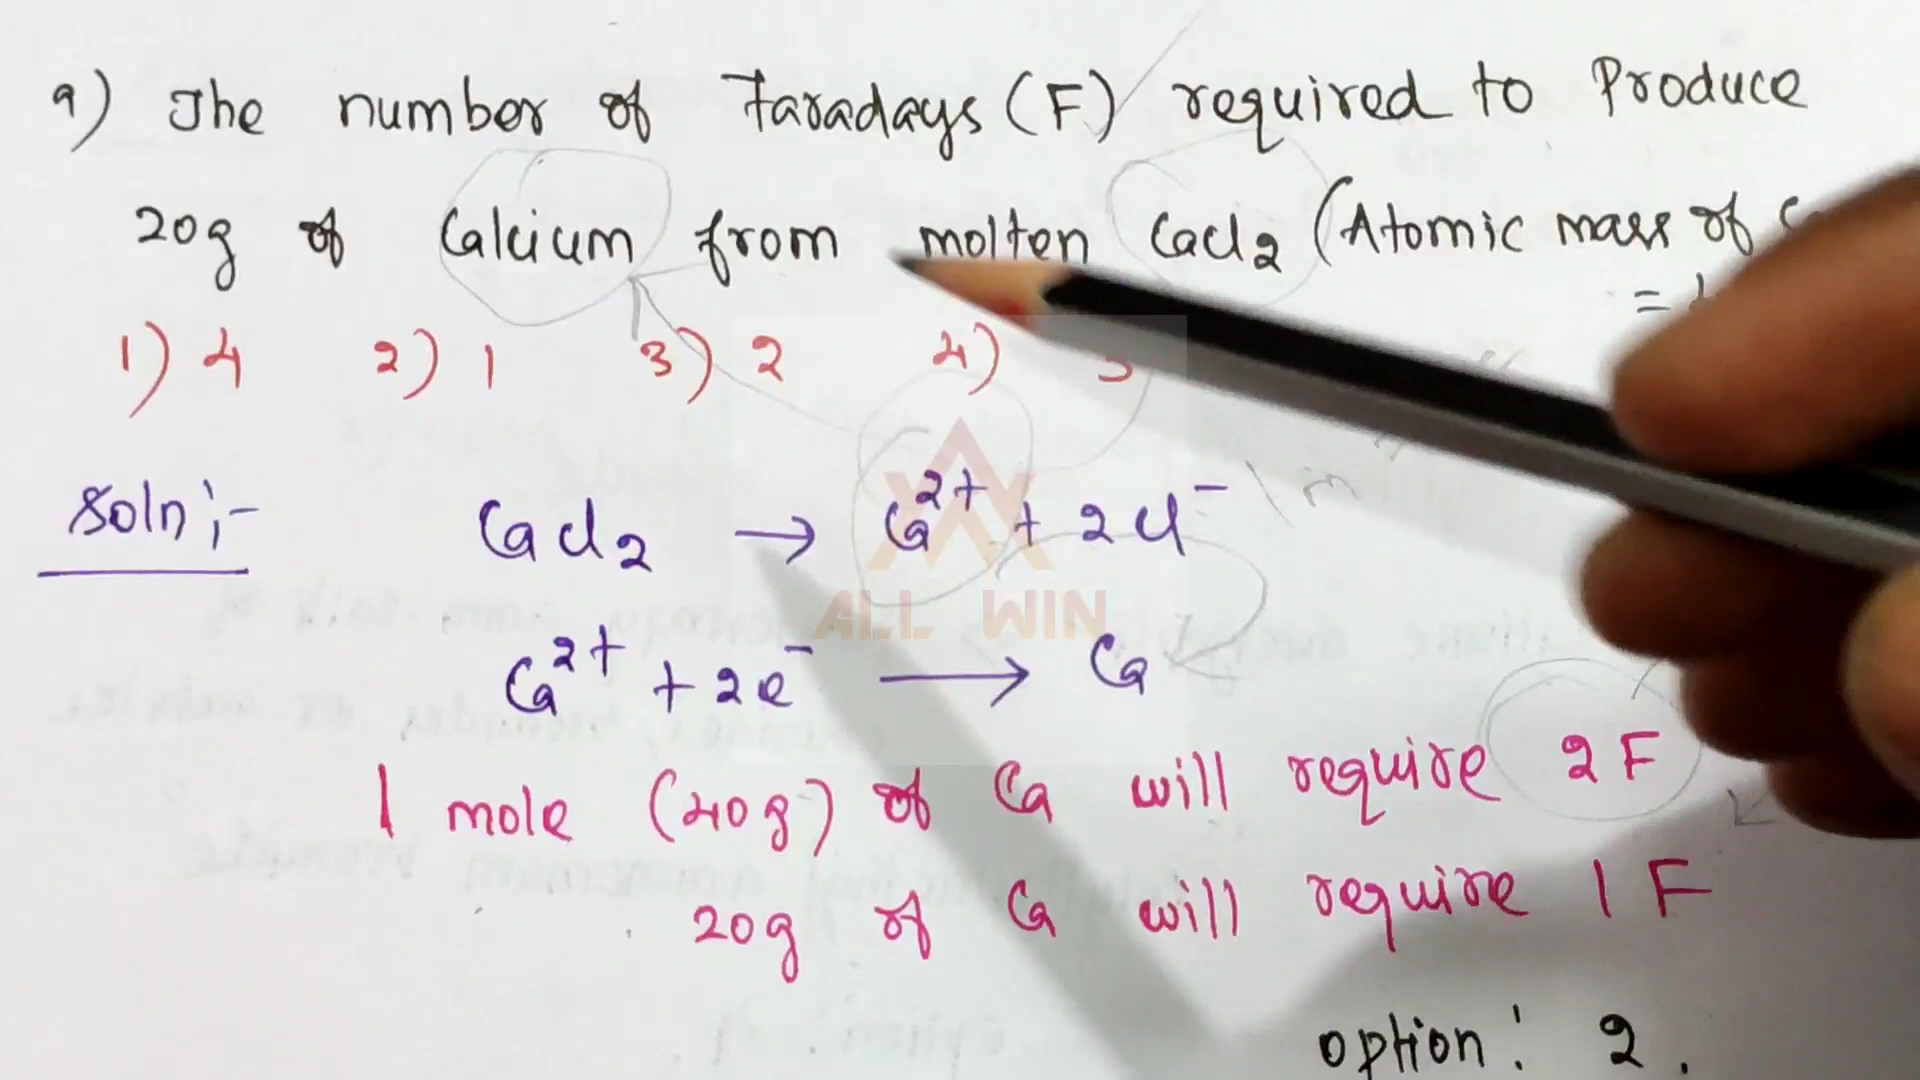 9) The number of Faradays (F) required to Produce
20g of Calcium from molten CaCl2 (Atomic mass of
=
1) 4 2) 1 3) 2 4) 3
Soln:-
CaCl2 → Ca2+ + 2Cl-
ALL WIN
Ca2+ + 2e- → Ca
1 mole (40g) of Ca will require 2F
20g of Ca will require 1F
option: 2.